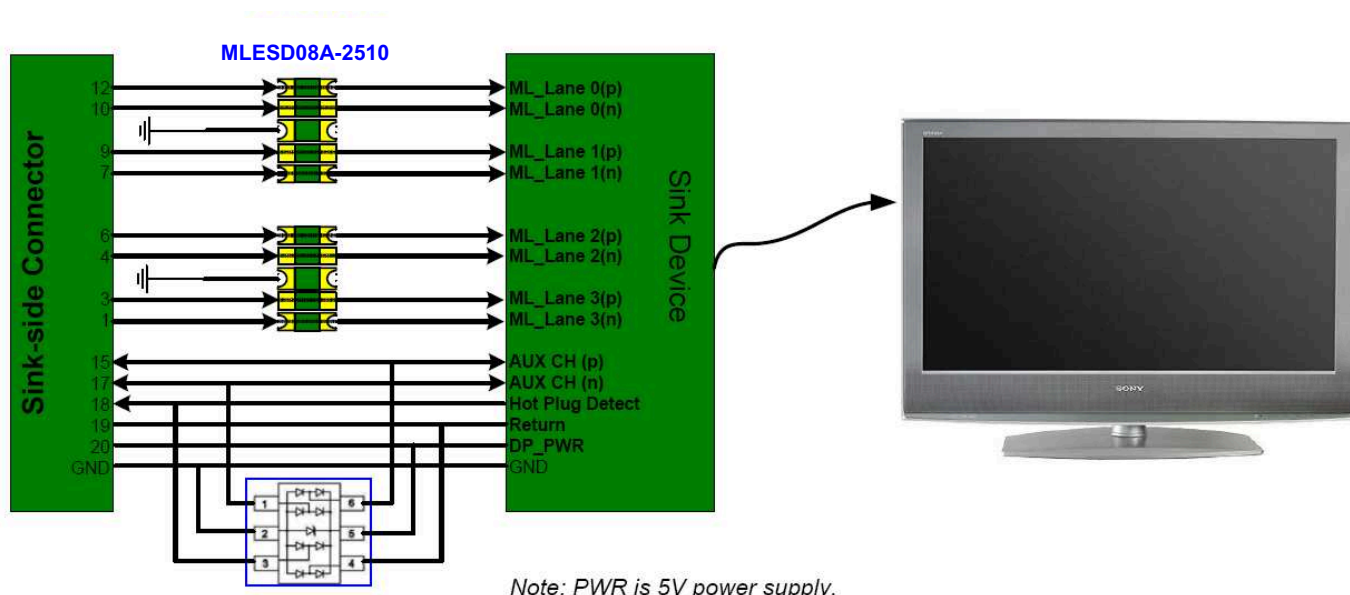 MLESD08A-2510
Sink-side Connector
12
10
9
7
6
4
3
1
15
17
18
19
20
GND
ML_Lane 0(p)
ML_Lane 0(n)
ML_Lane 1(p)
ML_Lane 1(n)
ML_Lane 2(p)
ML_Lane 2(n)
ML_Lane 3(p)
ML_Lane 3(n)
AUX CH (p)
AUX CH (n)
Hot Plug Detect
Return
DP_PWR
GND
Sink Device
SONY
1
2
3
6
5
4
Note: PWR is 5V power supply.